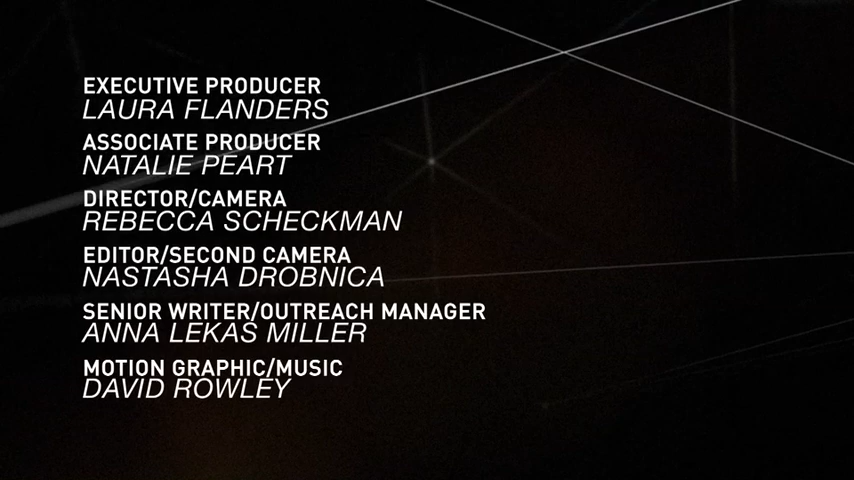 EXECUTIVE PRODUCER
LAURA FLANDERS
ASSOCIATE PRODUCER
NATALIE PEART
DIRECTOR/CAMERA
REBECCA SCHECKMAN
EDITOR/SECOND CAMERA
NASTASHA DROBNICA
SENIOR WRITER/OUTREACH MANAGER
ANNA LEKAS MILLER
MOTION GRAPHIC/MUSIC
DAVID ROWLEY